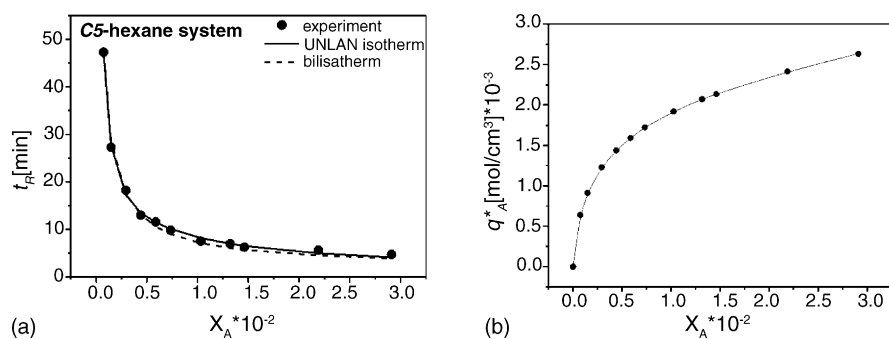 C5-hexane system
experiment
UNLAN isotherm
bilisatherm
50
40
30
20
10
0
t_R[min]
0.0 0.5 1.0 1.5 2.0 2.5 3.0
X_A*10^-2
(a)
3.0
2.5
2.0
1.5
1.0
0.5
0.0
q*_A[mol/cm^3]*10^-3
0.0 0.5 1.0 1.5 2.0 2.5 3.0
X_A*10^-2
(b)